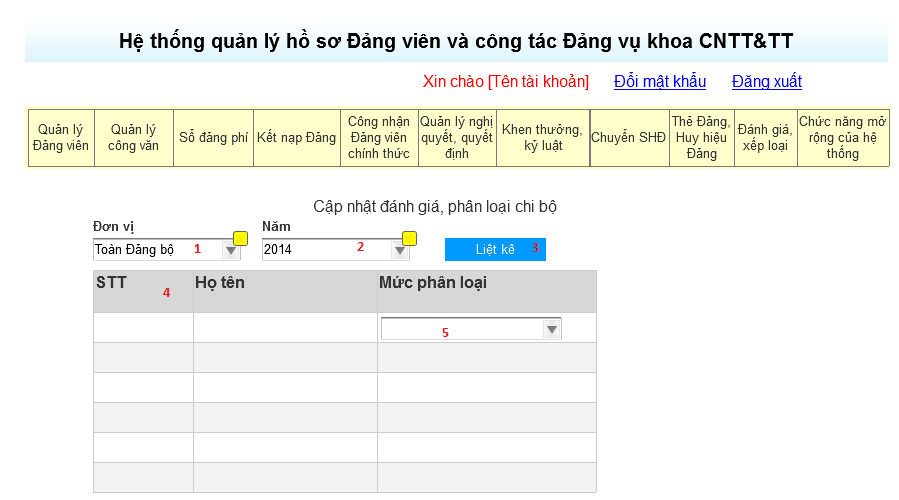 Hệ thống quản lý hồ sơ Đảng viên và công tác Đảng vụ khoa CNTT&TT
Xin chào [Tên tài khoản] Đổi mật khẩu Đăng xuất
Quản lý
Đảng viên
Quản lý
công văn
Sổ đảng phí
Kết nạp Đảng
Công nhận
Đảng viên
chính thức
Quản lý nghị
quyết, quyết
định
Khen thưởng,
kỷ luật
Chuyển SHĐ
Thẻ Đảng,
Huy hiệu
Đảng
Đánh giá,
xếp loại
Chức năng mở
rộng của hệ
thống
Cập nhật đánh giá, phân loại chi bộ
Đơn vị Năm
Toàn Đảng bộ 1 2014 2 Liệt kê 3
STT 4 Họ tên Mức phân loại
5